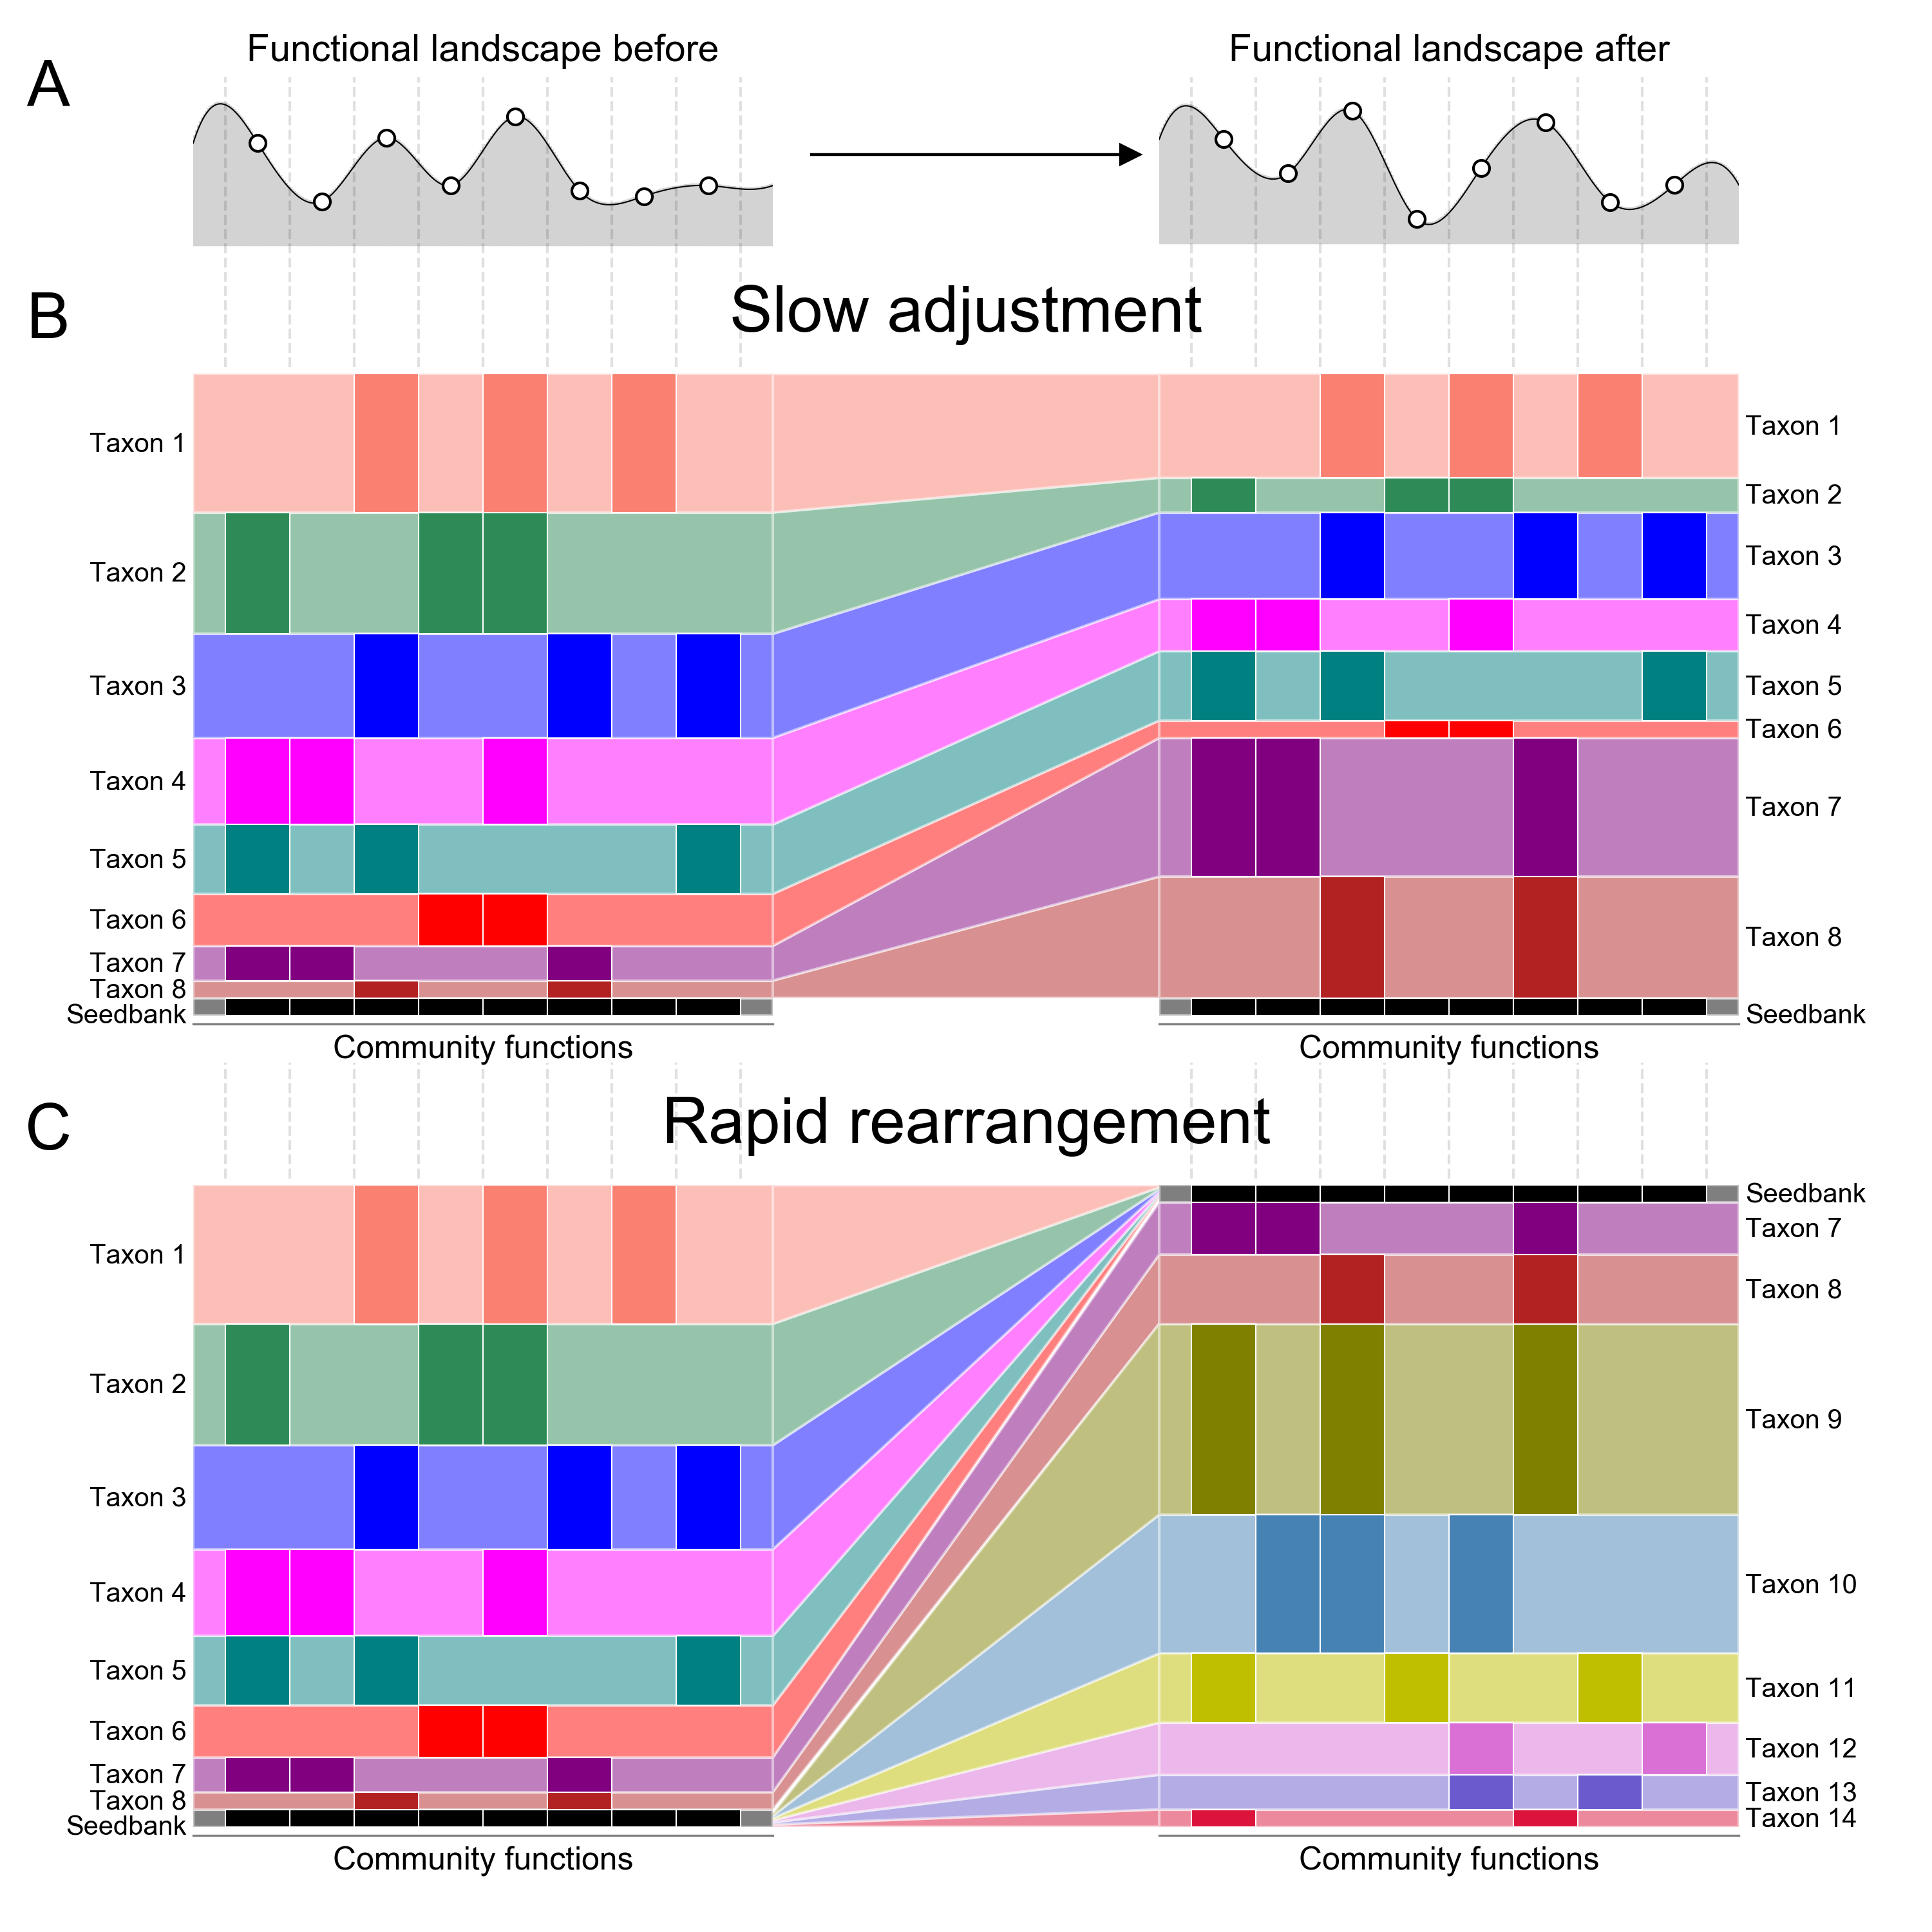 A
Functional landscape before
Functional landscape after
B
Slow adjustment
Taxon 1
Taxon 2
Taxon 3
Taxon 4
Taxon 5
Taxon 6
Taxon 7
Taxon 8
Seedbank
Taxon 1
Taxon 2
Taxon 3
Taxon 4
Taxon 5
Taxon 6
Taxon 7
Taxon 8
Seedbank
Community functions
Community functions
C
Rapid rearrangement
Taxon 1
Taxon 2
Taxon 3
Taxon 4
Taxon 5
Taxon 6
Taxon 7
Taxon 8
Seedbank
Seedbank
Taxon 7
Taxon 8
Taxon 9
Taxon 10
Taxon 11
Taxon 12
Taxon 13
Taxon 14
Community functions
Community functions